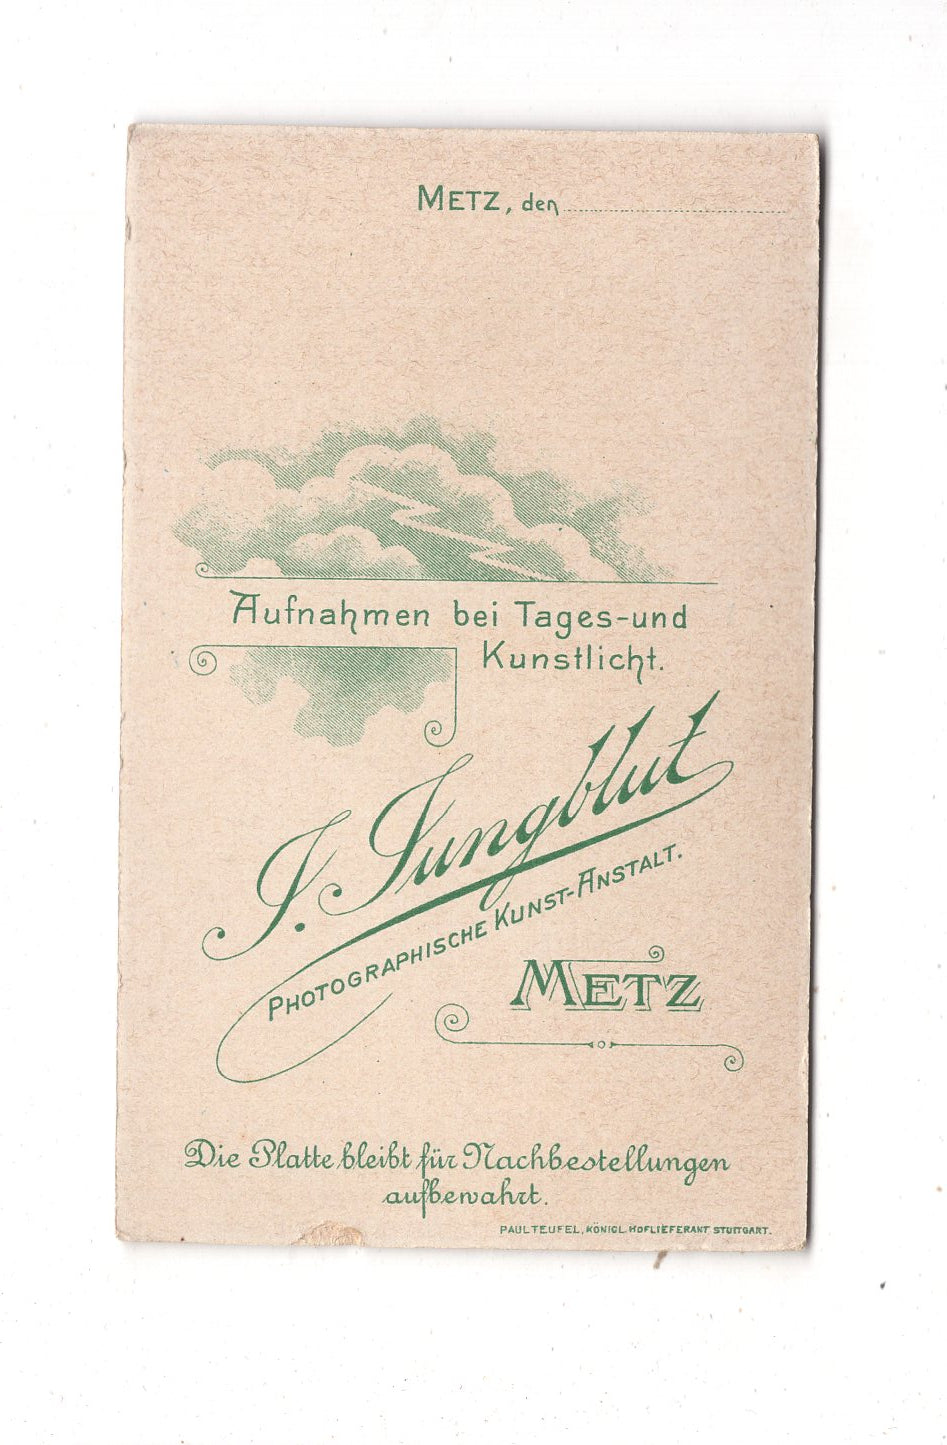 METZ, den
Aufnahmen bei Tages-und
Kunstlicht.
J. Jungblut
PHOTOGRAPHISCHE KUNST-ANSTALT.
METZ
Die Platte bleibt für Nachbestellungen
aufbewahrt.
PAUL TEUFEL, KÖNIGL. HOFLIEFERANT STUTTGART.